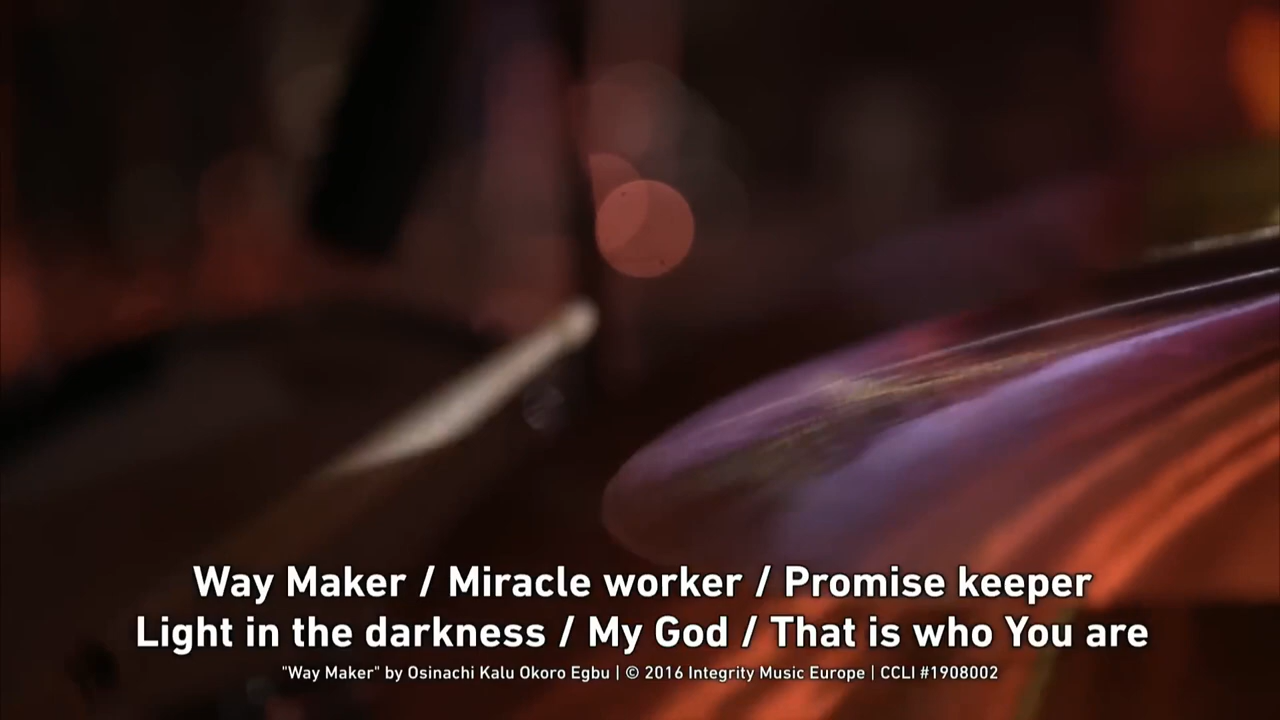 Way Maker / Miracle worker / Promise keeper
Light in the darkness / My God / That is who You are
"Way Maker" by Osinachi Kalu Okoro Egbu | © 2016 Integrity Music Europe | CCLI #1908002